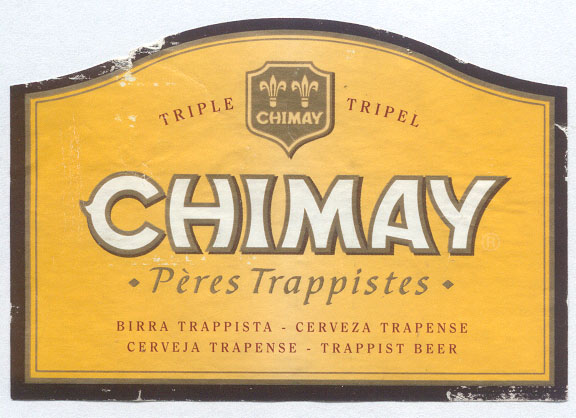 TRIPLE TRIPEL
CHIMAY
CHIMAY®
• Pères Trappistes •
BIRRA TRAPPISTA - CERVEZA TRAPENSE
CERVEJA TRAPENSE - TRAPPIST BEER